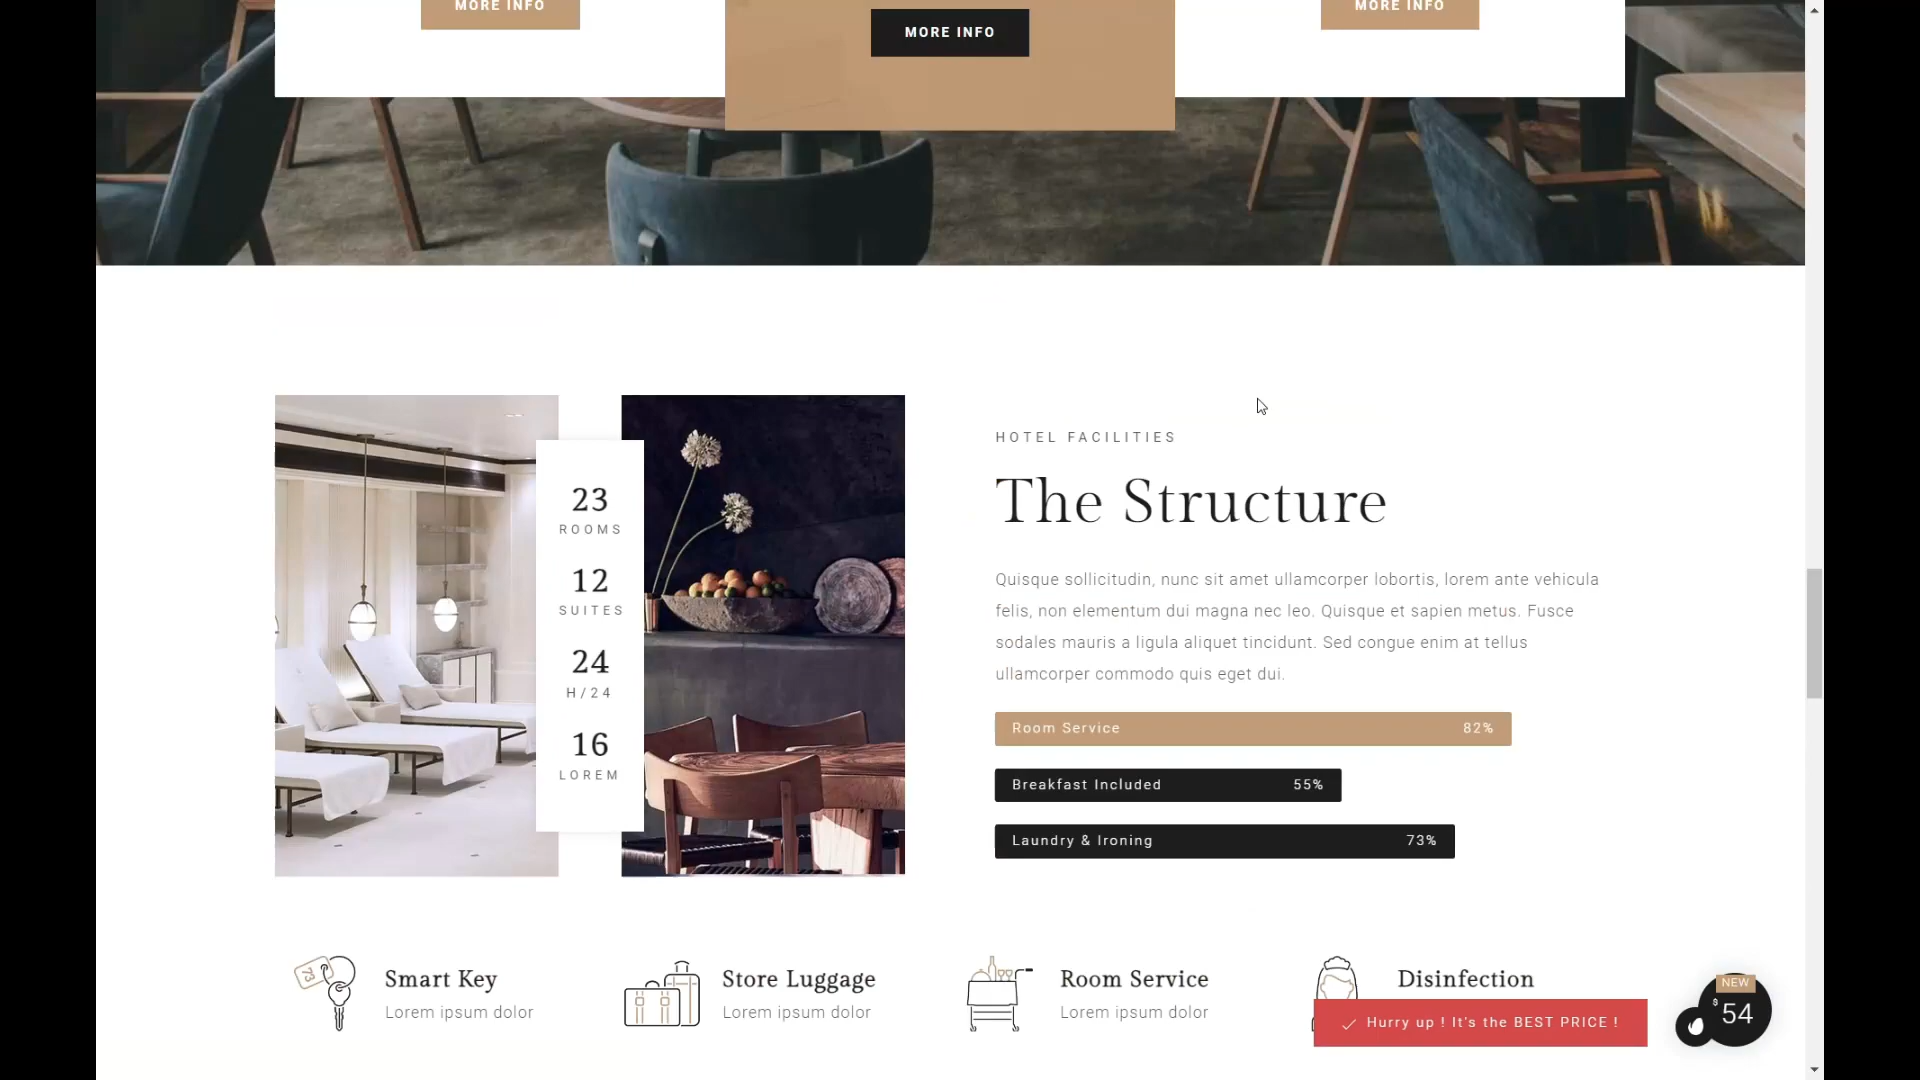 MORE INFO
MORE INFO
MORE INFO
HOTEL FACILITIES
The Structure
23
ROOMS
12
SUITES
24
H/24
16
LOREM
Quisque sollicitudin, nunc sit amet ullamcorper lobortis, lorem ante vehicula
felis, non elementum dui magna nec leo. Quisque et sapien metus. Fusce
sodales mauris a ligula aliquet tincidunt. Sed congue enim at tellus
ullamcorper commodo quis eget dui.
Room Service 82%
Breakfast Included 55%
Laundry & Ironing 73%
73
Smart Key
Lorem ipsum dolor
Store Luggage
Lorem ipsum dolor
Room Service
Lorem ipsum dolor
Disinfection
Hurry up ! It's the BEST PRICE !
NEW
$54